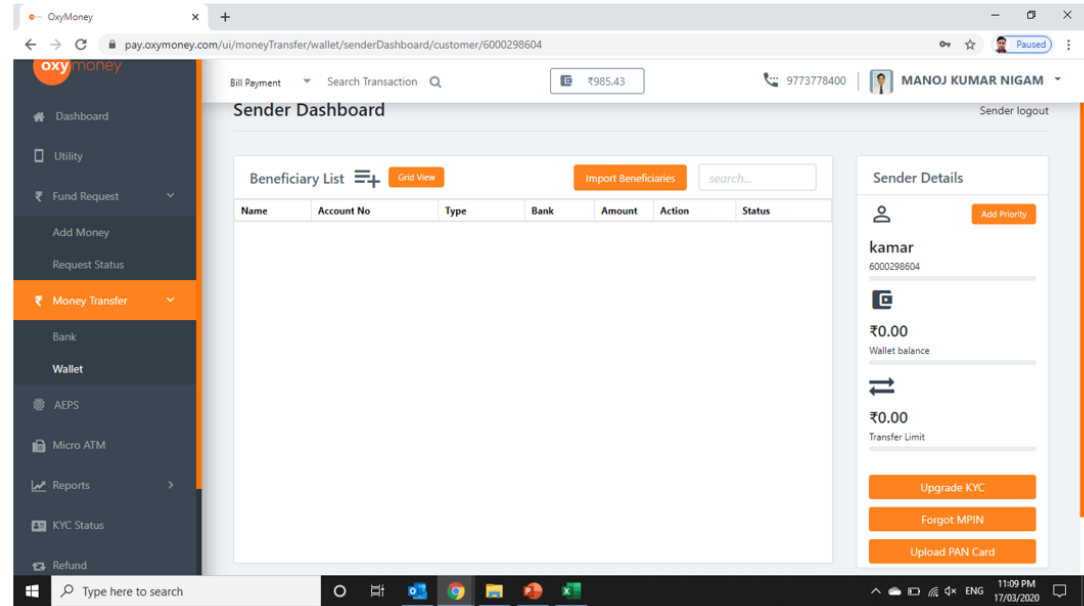 OxyMoney
pay.oxymoney.com/ui/moneyTransfer/wallet/senderDashboard/customer/6000298604
Paused
oxymoney
Bill Payment
Search Transaction
₹985.43
9773778400
MANOJ KUMAR NIGAM
Dashboard
Utility
Fund Request
Add Money
Request Status
Money Transfer
Bank
Wallet
AEPS
Micro ATM
Reports
KYC Status
Refund
Sender Dashboard
Sender logout
Beneficiary List
Grid View
Import Beneficiaries
search...
Name Account No Type Bank Amount Action Status
Sender Details
Add Priority
kamar
6000298604
₹0.00
Wallet balance
₹0.00
Transfer Limit
Upgrade KYC
Forgot MPIN
Upload PAN Card
Type here to search
ENG
11:09 PM
17/03/2020